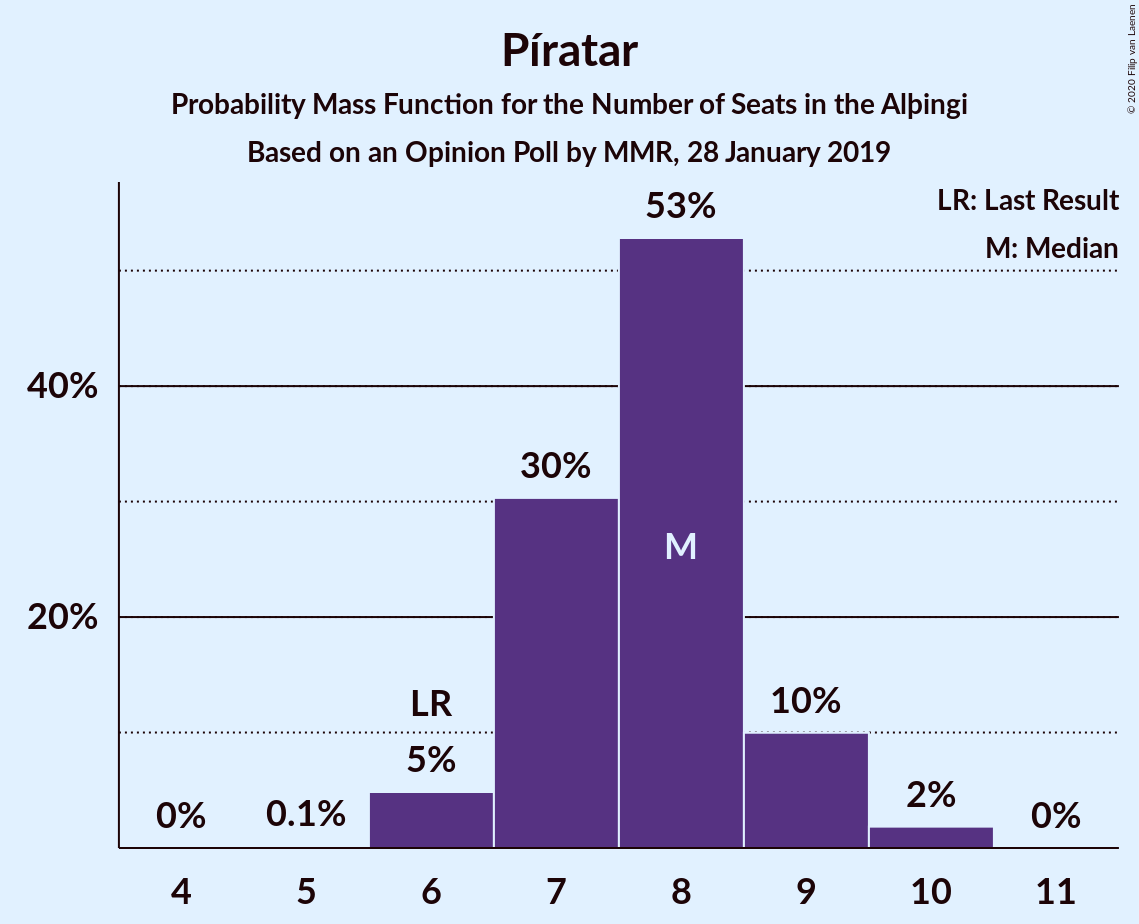 Píratar
Probability Mass Function for the Number of Seats in the Alþingi
Based on an Opinion Poll by MMR, 28 January 2019
© 2020 Filip van Laenen
LR: Last Result
M: Median
53%
40%
30%
M
20%
LR
10%
5%
0%
0.1%
2%
0%
4 5 6 7 8 9 10 11